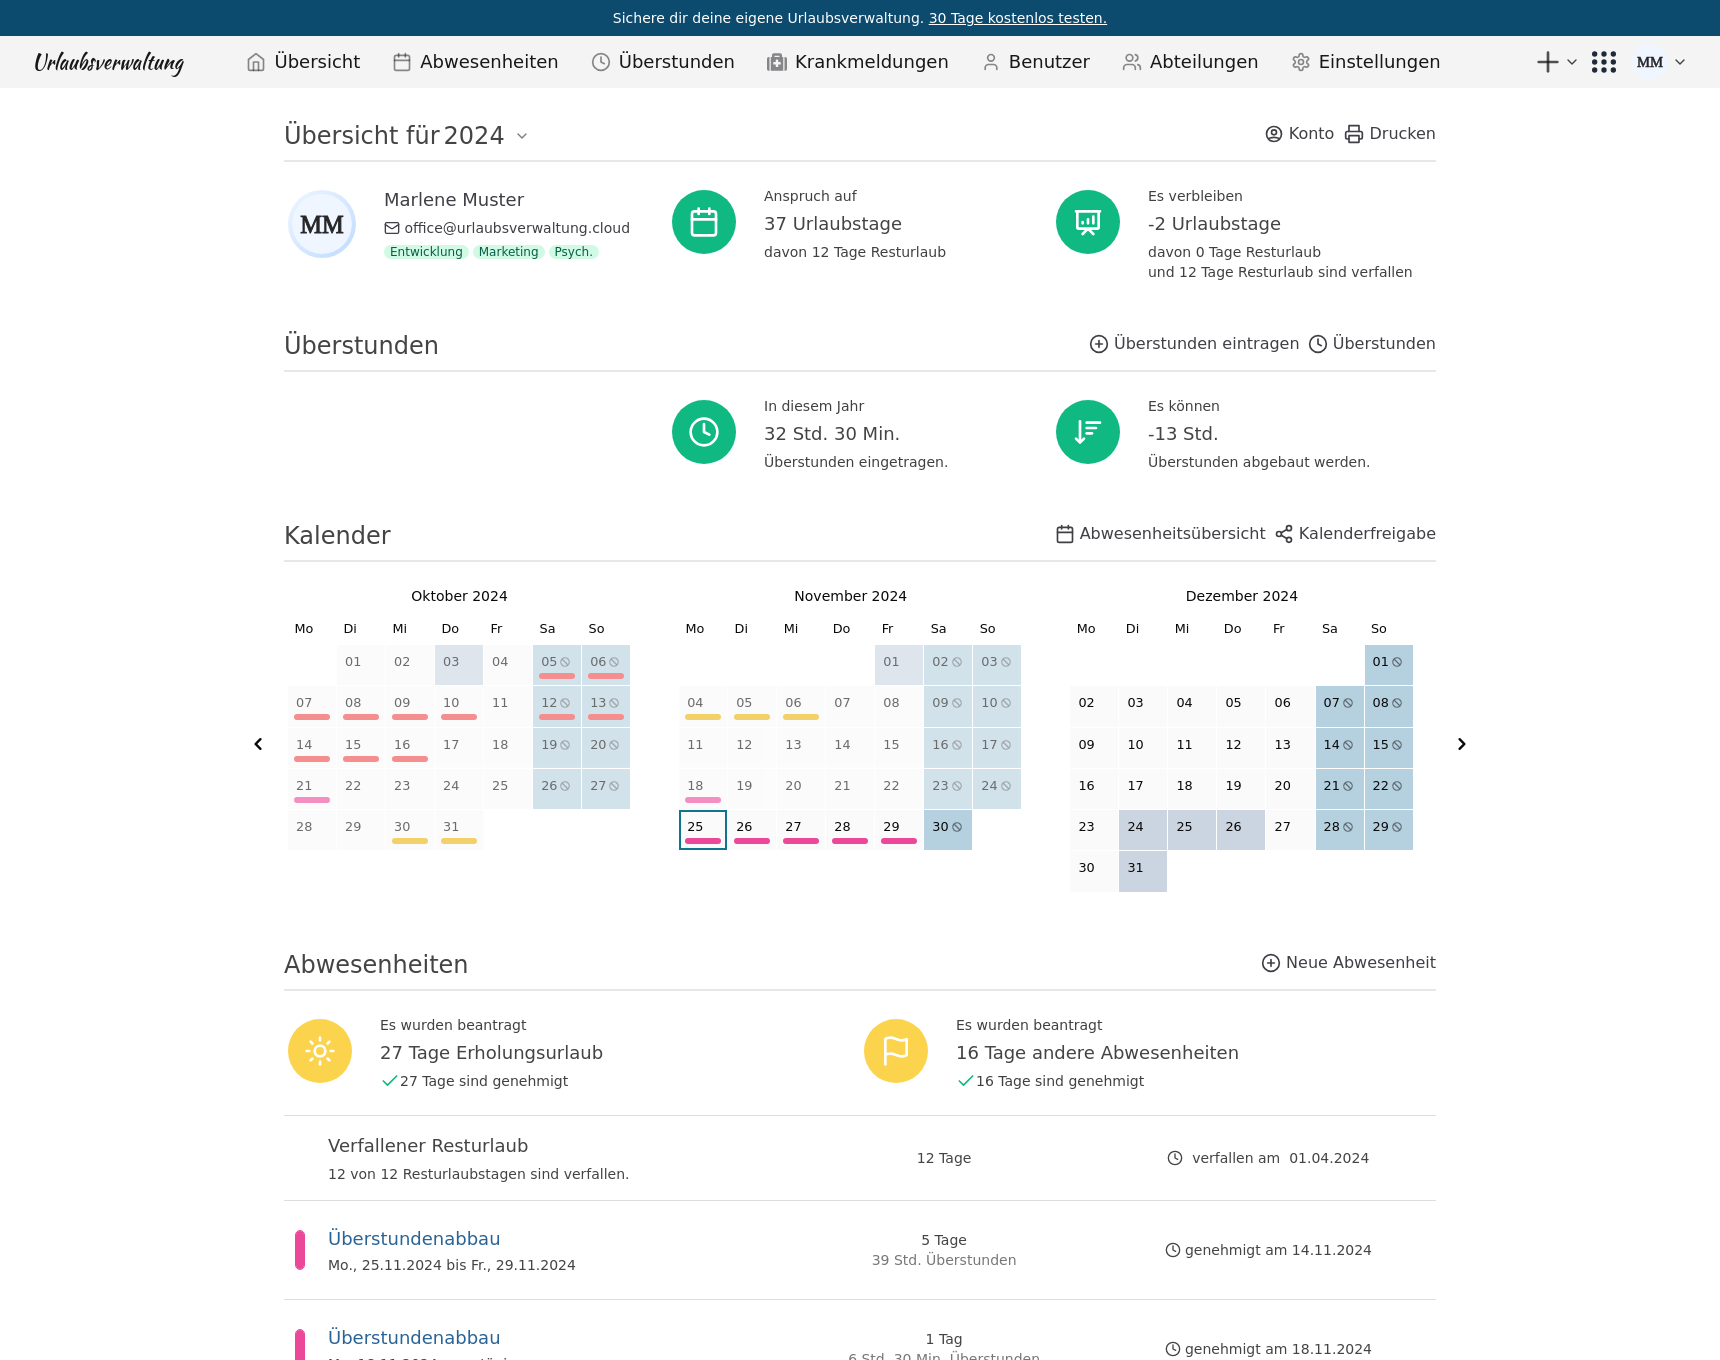 Sichere dir deine eigene Urlaubsverwaltung. 30 Tage kostenlos testen.
Urlaubsverwaltung Übersicht Abwesenheiten Überstunden Krankmeldungen Benutzer Abteilungen Einstellungen MM
Übersicht für 2024 Konto Drucken
MM
Marlene Muster
office@urlaubsverwaltung.cloud
Entwicklung Marketing Psych.
Anspruch auf
37 Urlaubstage
davon 12 Tage Resturlaub
Es verbleiben
-2 Urlaubstage
davon 0 Tage Resturlaub
und 12 Tage Resturlaub sind verfallen
Überstunden Überstunden eintragen Überstunden
In diesem Jahr
32 Std. 30 Min.
Überstunden eingetragen.
Es können
-13 Std.
Überstunden abgebaut werden.
Kalender Abwesenheitsübersicht Kalenderfreigabe
Oktober 2024
Mo Di Mi Do Fr Sa So
01 02 03 04 05 06
07 08 09 10 11 12 13
14 15 16 17 18 19 20
21 22 23 24 25 26 27
28 29 30 31
November 2024
Mo Di Mi Do Fr Sa So
01 02 03
04 05 06 07 08 09 10
11 12 13 14 15 16 17
18 19 20 21 22 23 24
25 26 27 28 29 30
Dezember 2024
Mo Di Mi Do Fr Sa So
01
02 03 04 05 06 07 08
09 10 11 12 13 14 15
16 17 18 19 20 21 22
23 24 25 26 27 28 29
30 31
Abwesenheiten Neue Abwesenheit
Es wurden beantragt
27 Tage Erholungsurlaub
27 Tage sind genehmigt
Es wurden beantragt
16 Tage andere Abwesenheiten
16 Tage sind genehmigt
Verfallener Resturlaub
12 von 12 Resturlaubstagen sind verfallen.
12 Tage
verfallen am 01.04.2024
Überstundenabbau
Mo., 25.11.2024 bis Fr., 29.11.2024
5 Tage
39 Std. Überstunden
genehmigt am 14.11.2024
Überstundenabbau
1 Tag
6 Std. 30 Min. Überstunden
genehmigt am 18.11.2024